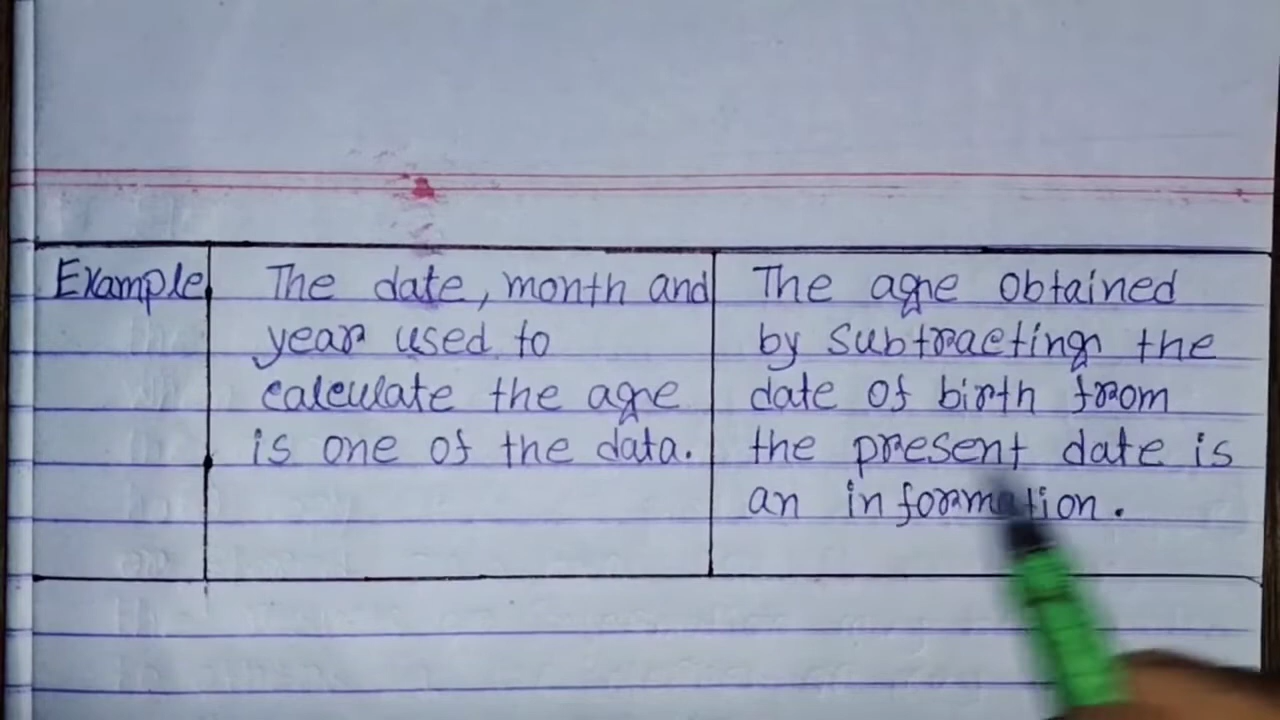 Example
The date, month and
year used to
calculate the age
is one of the data.
The age obtained
by subtracting the
date of birth from
the present date is
an information.